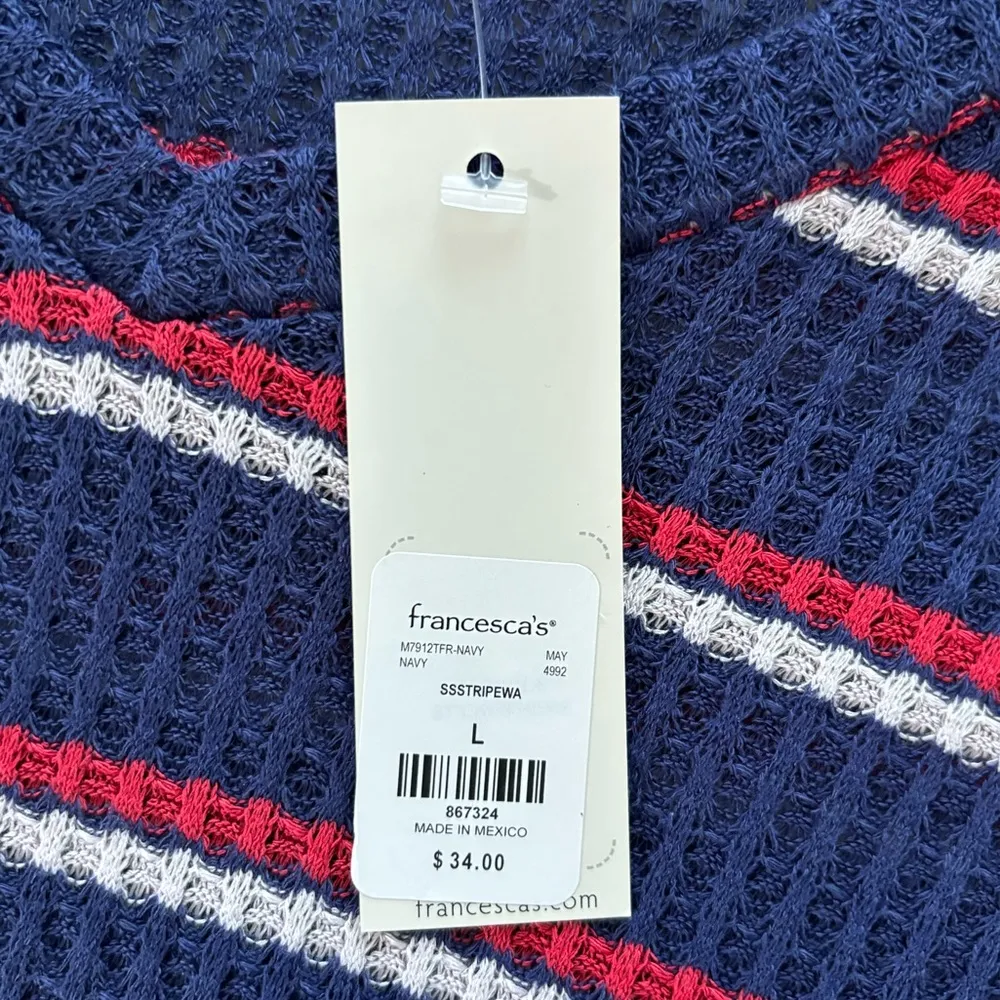 francesca's®
M7912TFR-NAVY MAY
NAVY 4992
SSSTRIPEWA
L
867324
MADE IN MEXICO
$ 34.00
francescas.com